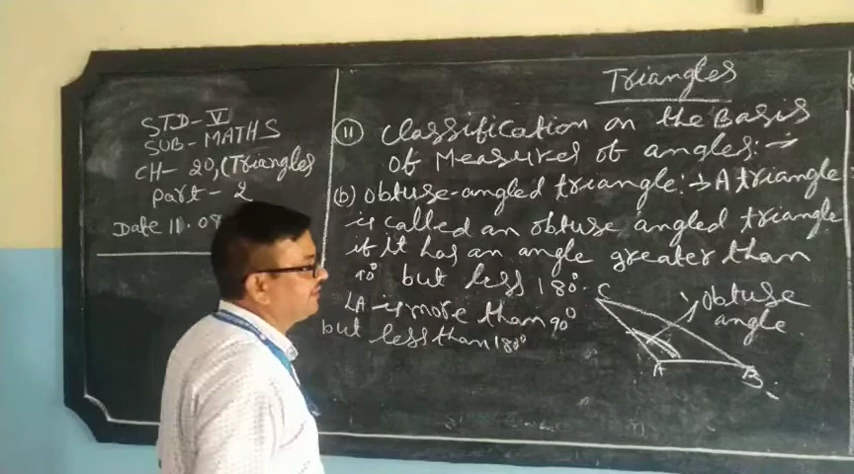 STD - V
SUB - MATHS
CH - 20, (Triangles
Part - 2
Date 11.08
Triangles
(II) Classification on the Basis
of Measures of angles :-
(b) Obtuse-angled triangle :→ A triangle
is called an obtuse angled triangle
if it has an angle greater than
90° but less 180°.
∠A is more than 90°
but less than 180°
C
Obtuse
angle
A
B